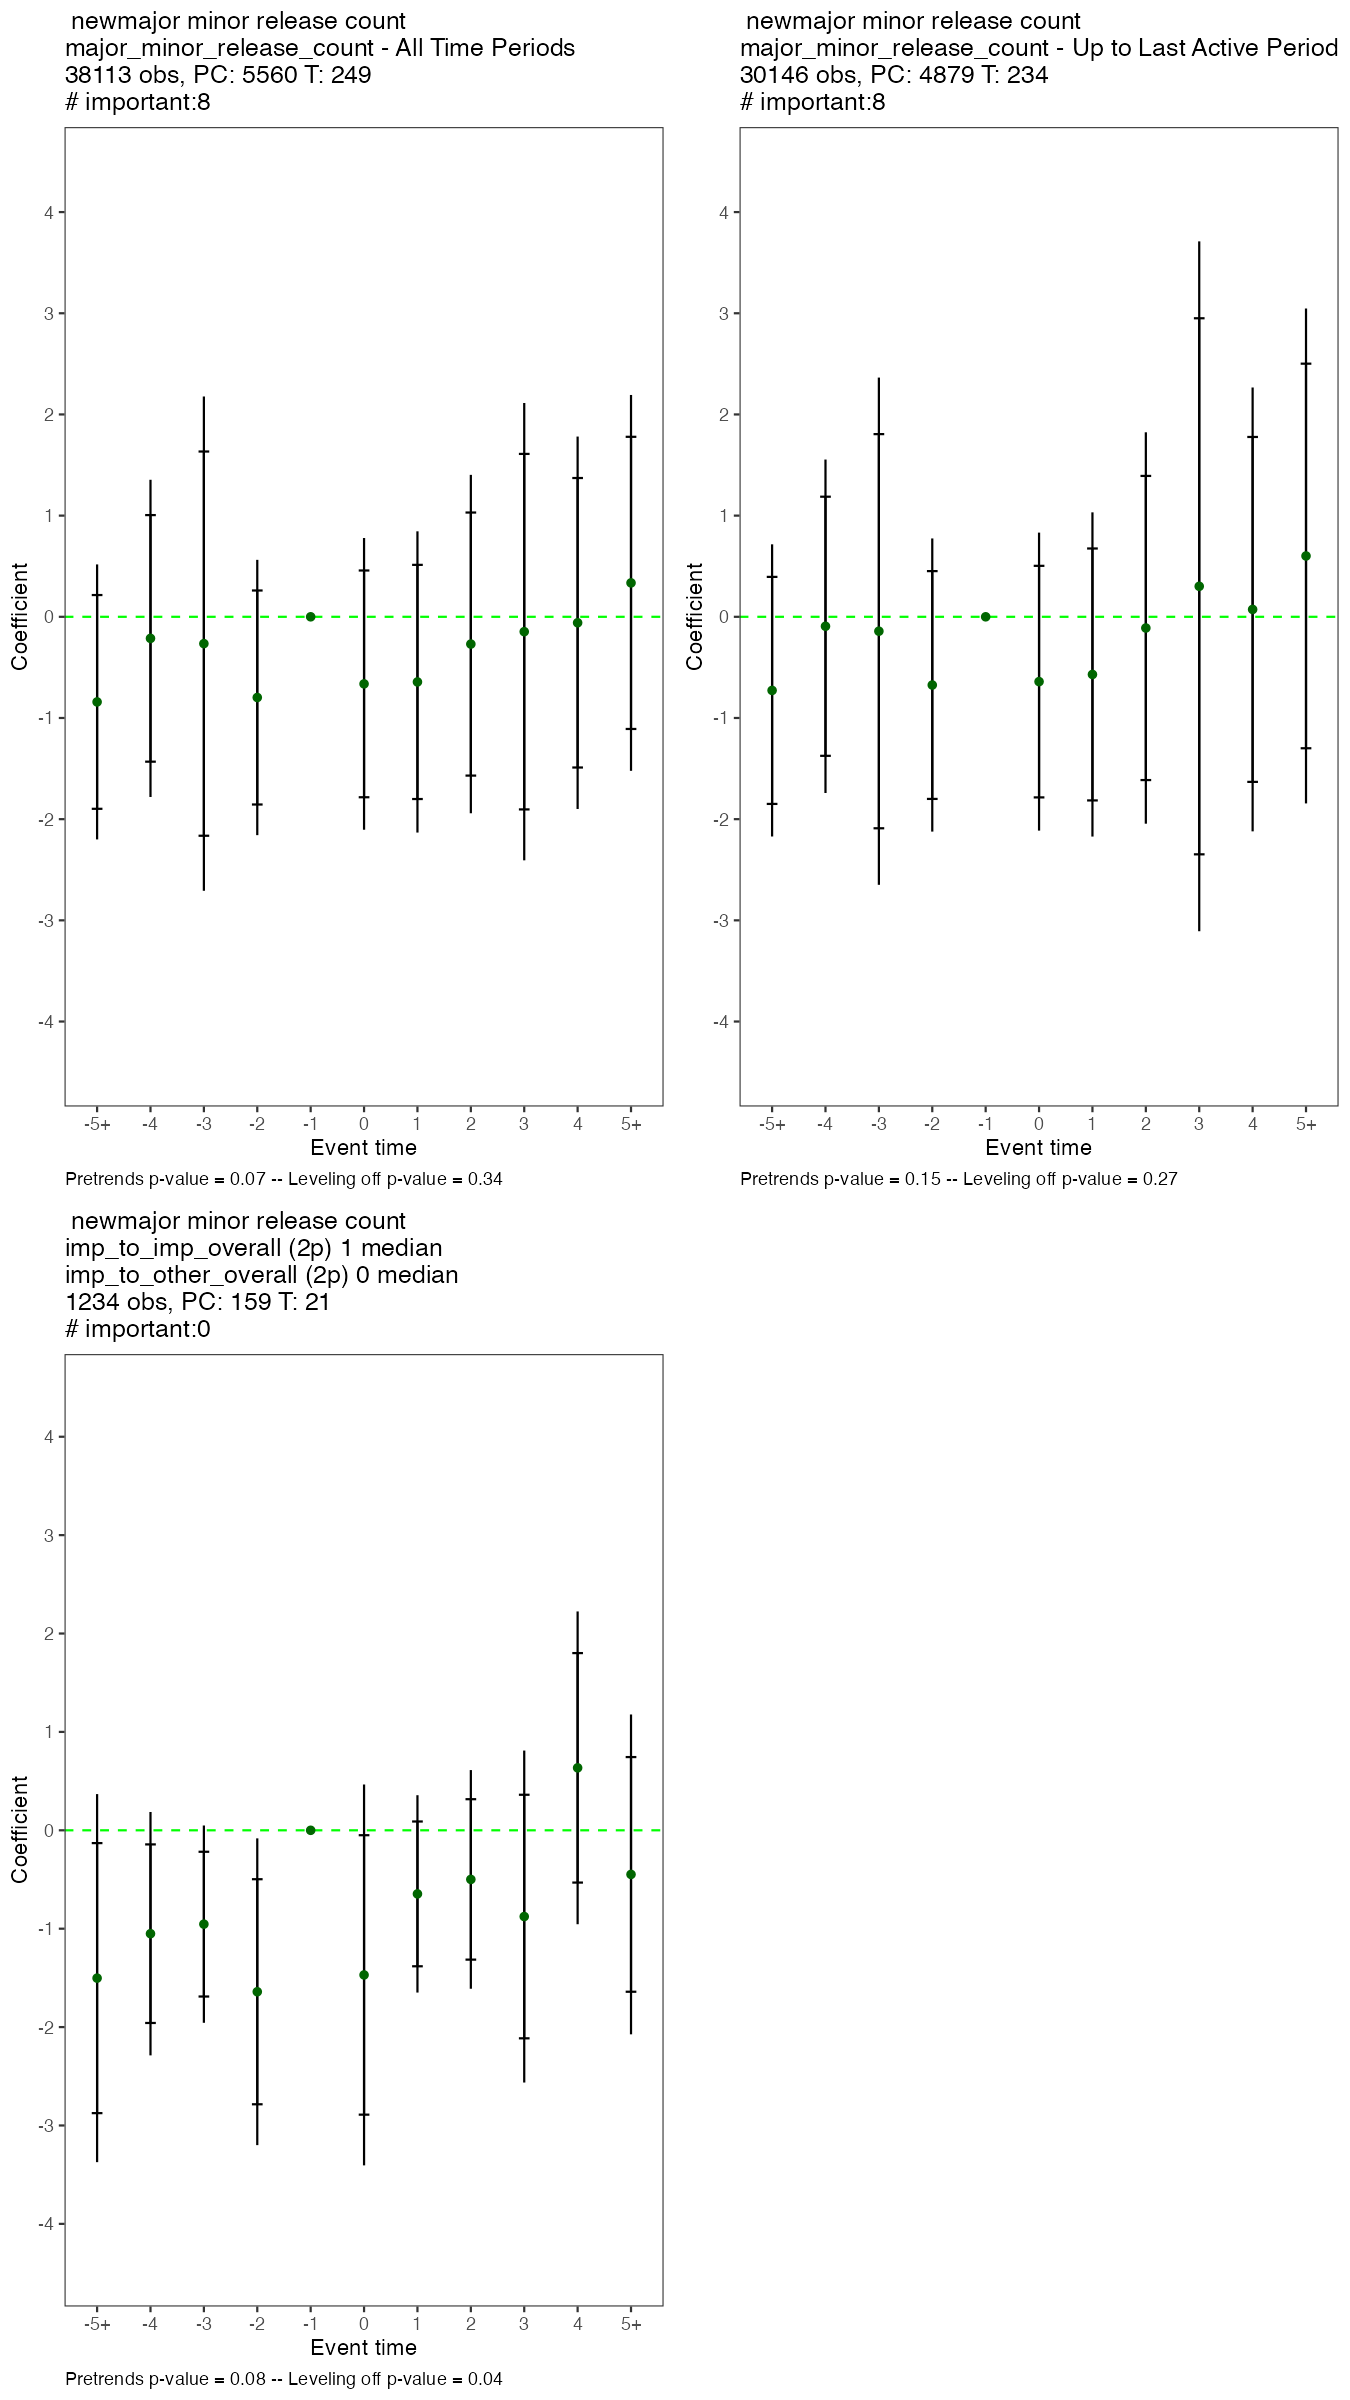 newmajor minor release count
major_minor_release_count - All Time Periods
38113 obs, PC: 5560 T: 249
# important:8
4
3
2
1
0
-1
-2
-3
-4
Coefficient
-5+ -4 -3 -2 -1 0 1 2 3 4 5+
Event time
Pretrends p-value = 0.07 -- Leveling off p-value = 0.34
newmajor minor release count
major_minor_release_count - Up to Last Active Period
30146 obs, PC: 4879 T: 234
# important:8
4
3
2
1
0
-1
-2
-3
-4
Coefficient
-5+ -4 -3 -2 -1 0 1 2 3 4 5+
Event time
Pretrends p-value = 0.15 -- Leveling off p-value = 0.27
newmajor minor release count
imp_to_imp_overall (2p) 1 median
imp_to_other_overall (2p) 0 median
1234 obs, PC: 159 T: 21
# important:0
4
3
2
1
0
-1
-2
-3
-4
Coefficient
-5+ -4 -3 -2 -1 0 1 2 3 4 5+
Event time
Pretrends p-value = 0.08 -- Leveling off p-value = 0.04